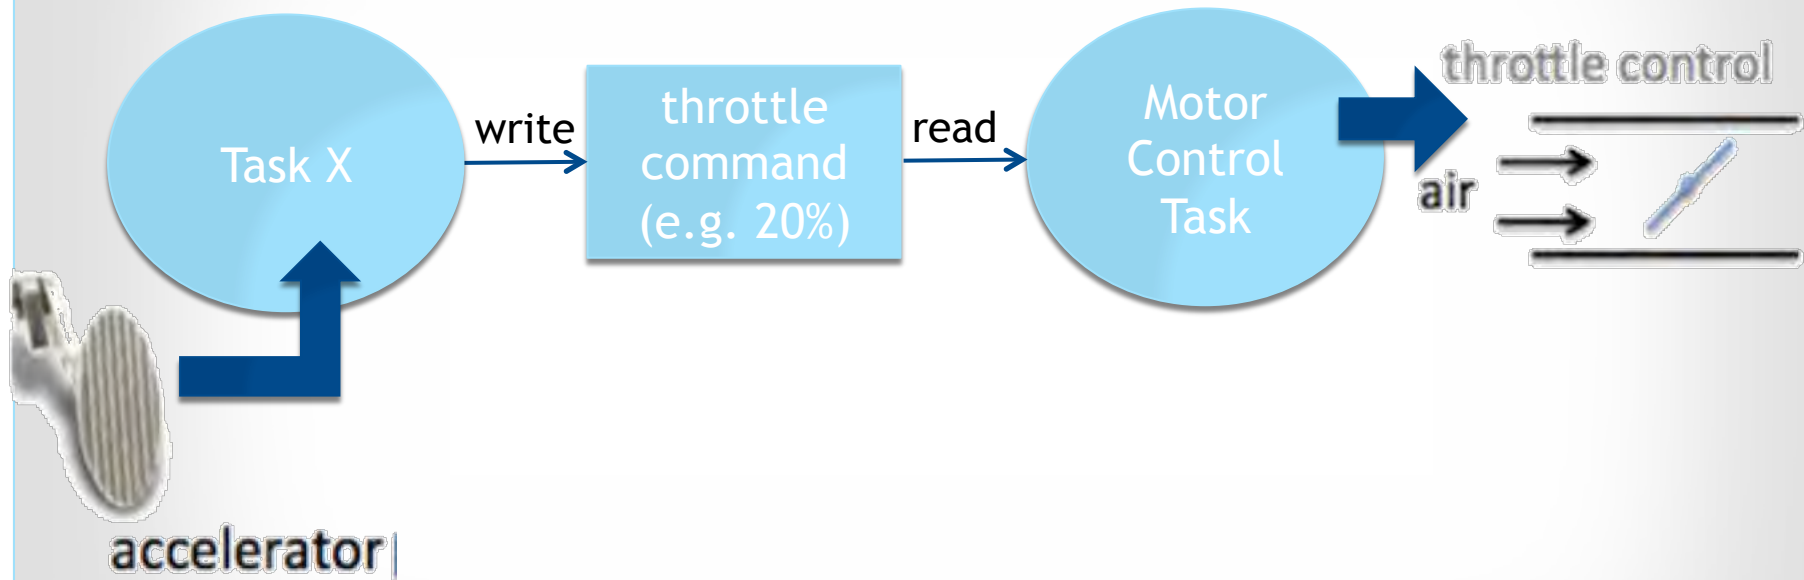 Task X
write
throttle
command
(e.g. 20%)
read
Motor
Control
Task
throttle control
air
accelerator